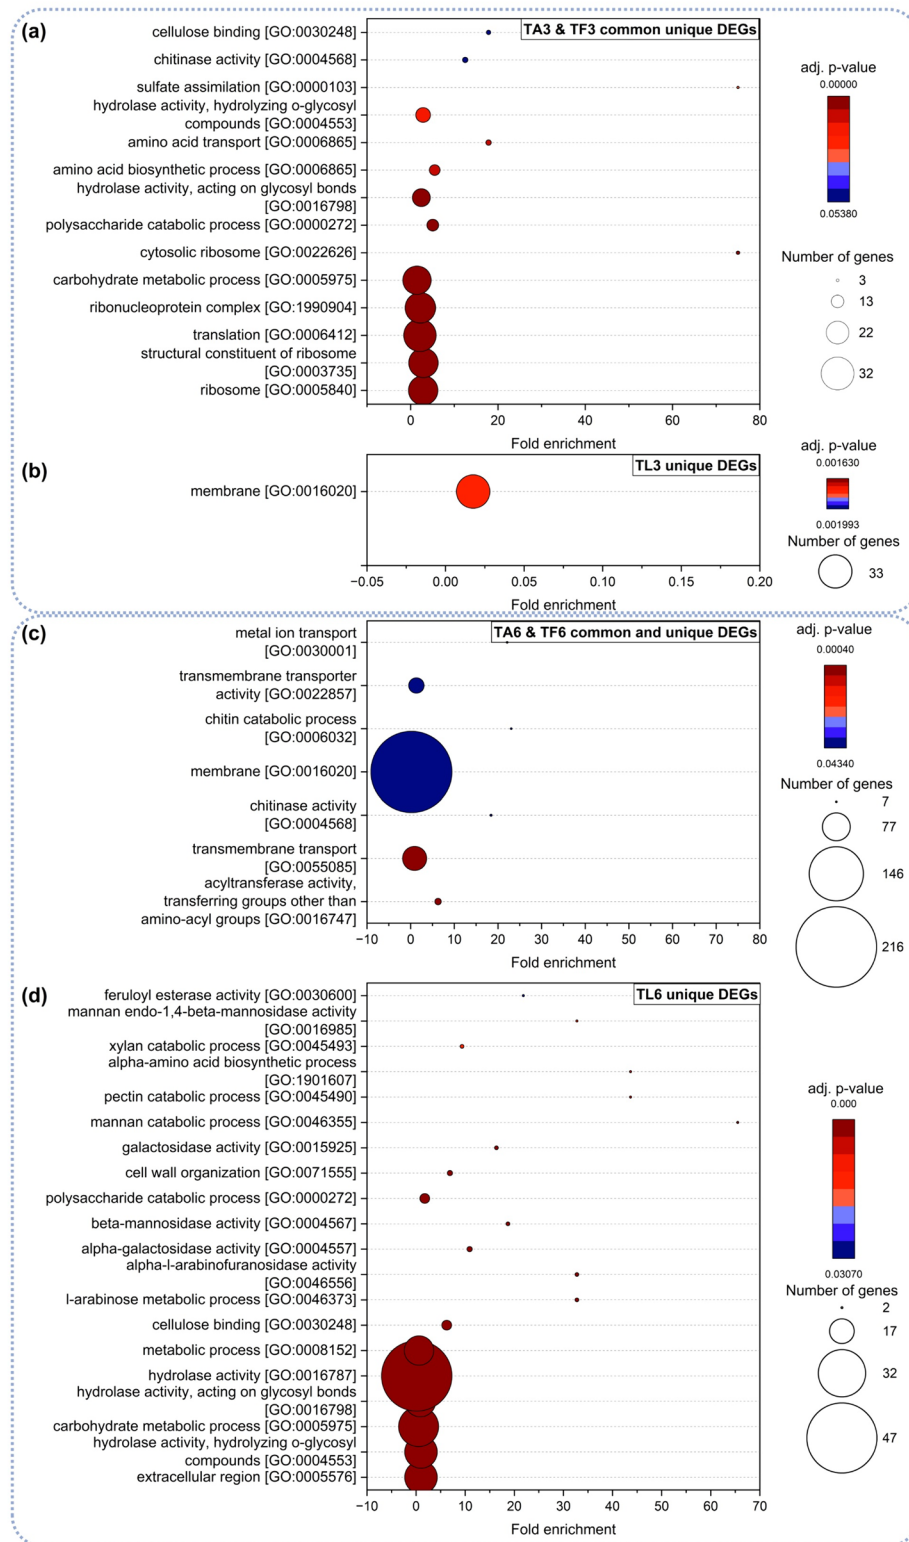 (a)
TA3 & TF3 common unique DEGs
cellulose binding [GO:0030248]
chitinase activity [GO:0004568]
sulfate assimilation [GO:0000103]
hydrolase activity, hydrolyzing o-glycosyl
compounds [GO:0004553]
amino acid transport [GO:0006865]
amino acid biosynthetic process [GO:0006865]
hydrolase activity, acting on glycosyl bonds
[GO:0016798]
polysaccharide catabolic process [GO:0000272]
cytosolic ribosome [GO:0022626]
carbohydrate metabolic process [GO:0005975]
ribonucleoprotein complex [GO:1990904]
translation [GO:0006412]
structural constituent of ribosome
[GO:0003735]
ribosome [GO:0005840]
0 20 40 60 80
Fold enrichment
adj. p-value
0.00000
0.05380
Number of genes
3
13
22
32
(b)
TL3 unique DEGs
membrane [GO:0016020]
−0.05 0.00 0.05 0.10 0.15 0.20
Fold enrichment
adj. p-value
0.001630
0.001993
Number of genes
33
(c)
TA6 & TF6 common and unique DEGs
metal ion transport
[GO:0030001]
transmembrane transporter
activity [GO:0022857]
chitin catabolic process
[GO:0006032]
membrane [GO:0016020]
chitinase activity
[GO:0004568]
transmembrane transport
[GO:0055085]
acyltransferase activity,
transferring groups other than
amino-acyl groups [GO:0016747]
−10 0 10 20 30 40 50 60 70 80
Fold enrichment
adj. p-value
0.00040
0.04340
Number of genes
7
77
146
216
(d)
TL6 unique DEGs
feruloyl esterase activity [GO:0030600]
mannan endo-1,4-beta-mannosidase activity
[GO:0016985]
xylan catabolic process [GO:0045493]
alpha-amino acid biosynthetic process
[GO:1901607]
pectin catabolic process [GO:0045490]
mannan catabolic process [GO:0046355]
galactosidase activity [GO:0015925]
cell wall organization [GO:0071555]
polysaccharide catabolic process [GO:0000272]
beta-mannosidase activity [GO:0004567]
alpha-galactosidase activity [GO:0004557]
alpha-l-arabinofuranosidase activity
[GO:0046556]
l-arabinose metabolic process [GO:0046373]
cellulose binding [GO:0030248]
metabolic process [GO:0008152]
hydrolase activity [GO:0016787]
hydrolase activity, acting on glycosyl bonds
[GO:0016798]
carbohydrate metabolic process [GO:0005975]
hydrolase activity, hydrolyzing o-glycosyl
compounds [GO:0004553]
extracellular region [GO:0005576]
−10 0 10 20 30 40 50 60 70
Fold enrichment
adj. p-value
0.000
0.03070
Number of genes
2
17
32
47